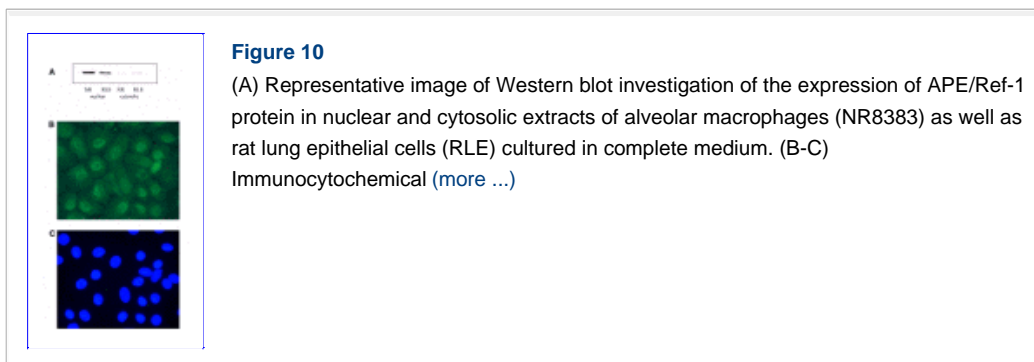 Figure 10
(A) Representative image of Western blot investigation of the expression of APE/Ref-1
protein in nuclear and cytosolic extracts of alveolar macrophages (NR8383) as well as
rat lung epithelial cells (RLE) cultured in complete medium. (B-C)
Immunocytochemical (more ...)
A
B
C